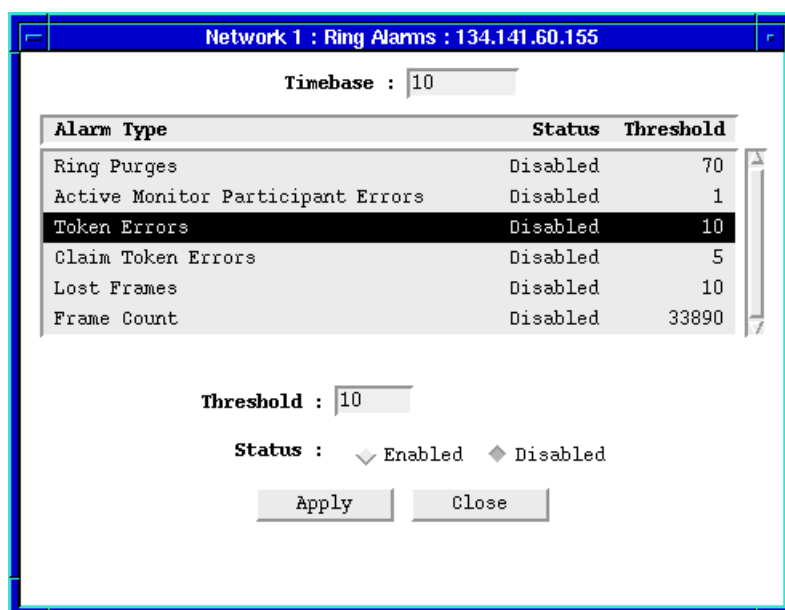 Network 1 : Ring Alarms : 134.141.60.155
Timebase : 10
Alarm Type Status Threshold
Ring Purges Disabled 70
Active Monitor Participant Errors Disabled 1
Token Errors Disabled 10
Claim Token Errors Disabled 5
Lost Frames Disabled 10
Frame Count Disabled 33890
Threshold : 10
Status : Enabled Disabled
Apply Close